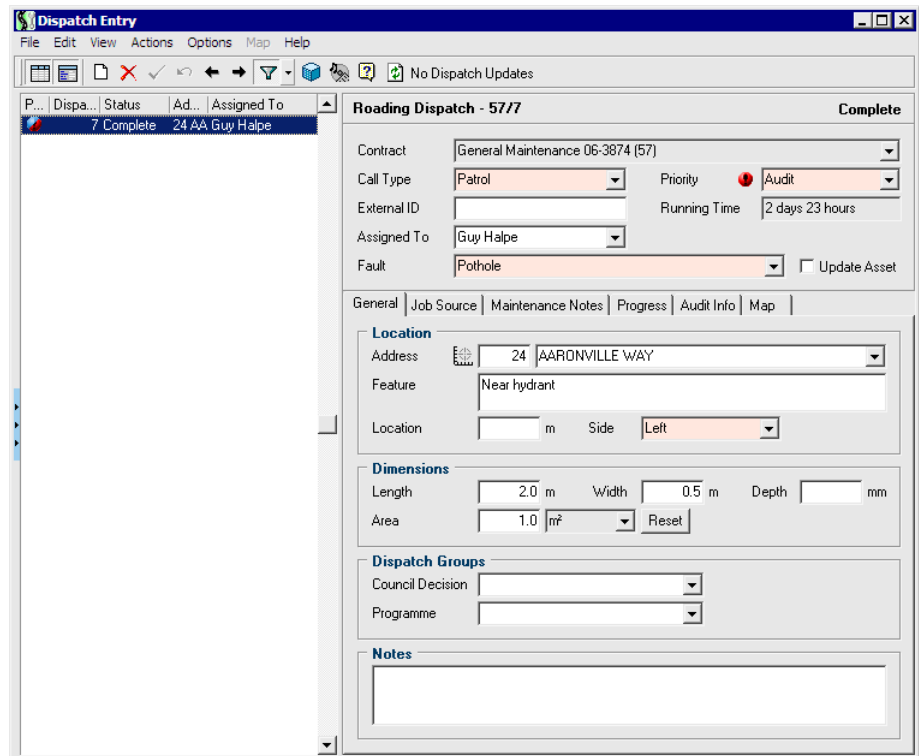 Dispatch Entry
File Edit View Actions Options Map Help
No Dispatch Updates
P... Dispa... Status Ad... Assigned To
7 Complete 24 AA Guy Halpe
Roading Dispatch - 57/7 Complete
Contract General Maintenance 06-3874 (57)
Call Type Patrol Priority Audit
External ID Running Time 2 days 23 hours
Assigned To Guy Halpe
Fault Pothole Update Asset
General Job Source Maintenance Notes Progress Audit Info Map
Location
Address 24 AARONVILLE WAY
Feature Near hydrant
Location m Side Left
Dimensions
Length 2.0 m Width 0.5 m Depth mm
Area 1.0 m² Reset
Dispatch Groups
Council Decision
Programme
Notes